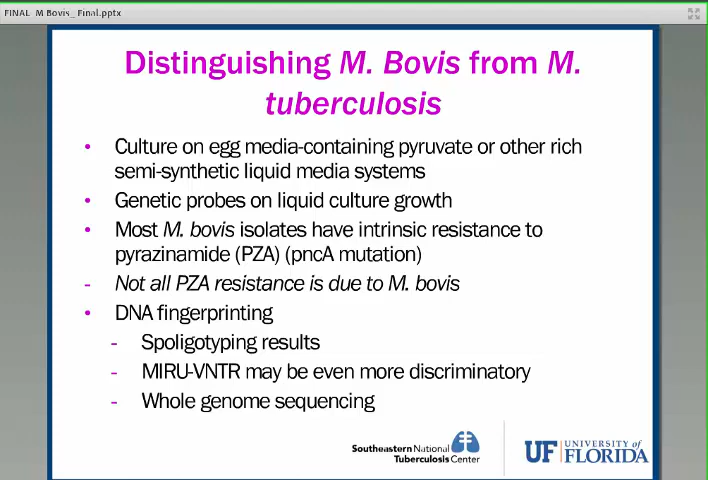 FINAL M Bovis_ Final.pptx
Distinguishing M. Bovis from M.
tuberculosis
• Culture on egg media-containing pyruvate or other rich
semi-synthetic liquid media systems
• Genetic probes on liquid culture growth
• Most M. bovis isolates have intrinsic resistance to
pyrazinamide (PZA) (pncA mutation)
- Not all PZA resistance is due to M. bovis
• DNA fingerprinting
- Spoligotyping results
- MIRU-VNTR may be even more discriminatory
- Whole genome sequencing
Southeastern National
Tuberculosis Center
UF UNIVERSITY of
FLORIDA